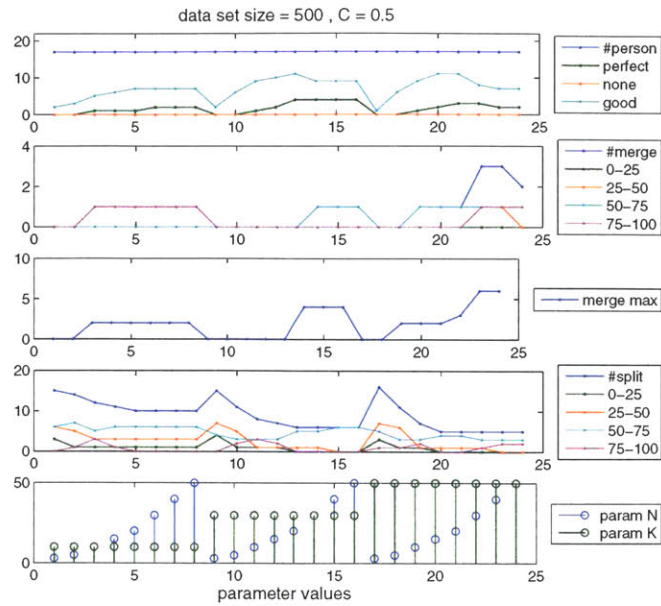 data set size = 500 , C = 0.5
20
10
0
0 5 10 15 20 25
#person
perfect
none
good
4
2
0
0 5 10 15 20 25
#merge
0-25
25-50
50-75
75-100
10
5
0
0 5 10 15 20 25
merge max
20
10
0
0 5 10 15 20 25
#split
0-25
25-50
50-75
75-100
50
0
0 5 10 15 20 25
param N
param K
parameter values